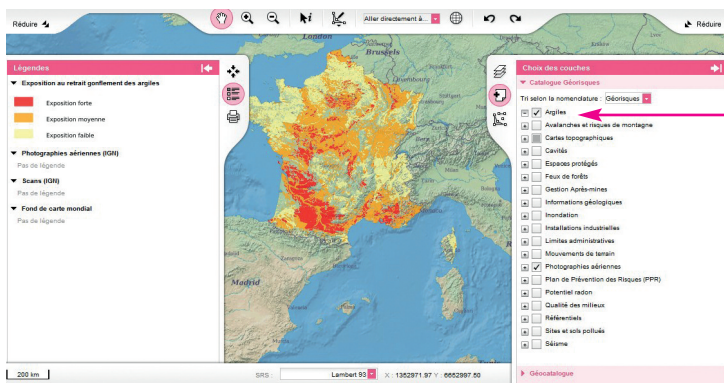 Réduire
Aller directement à...
Réduire
Légendes
Exposition au retrait gonflement des argiles
Exposition forte
Exposition moyenne
Exposition faible
Photographies aériennes (IGN)
Pas de légende
Scans (IGN)
Pas de légende
Fond de carte mondial
Pas de légende
London
Brussels
Luxembourg
Madrid
Choix des couches
Catalogue Géorisques
Tri selon la nomenclature : Géorisques
Argiles
Avalanches et risques de montagne
Cartes topographiques
Cavités
Espaces protégés
Feux de forêts
Gestion Après-mines
Informations géologiques
Inondation
Installations industrielles
Limites administratives
Mouvements de terrain
Photographies aériennes
Plan de Prévention des Risques (PPR)
Potentiel radon
Qualité des milieux
Référentiels
Sites et sols pollués
Séisme
Géocatalogue
200 km
SRS : Lambert 93 X : 1352971.97 Y : 6652997.50